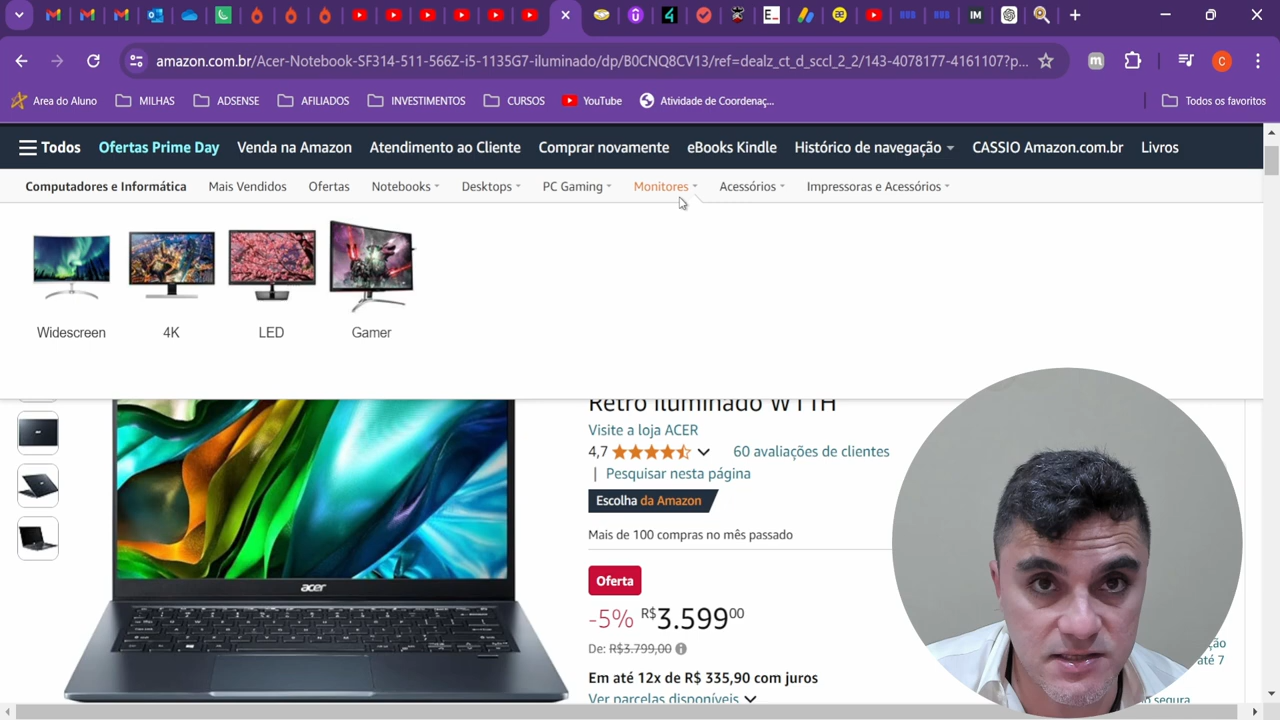 amazon.com.br/Acer-Notebook-SF314-511-566Z-i5-1135G7-iluminado/dp/B0CNQ8CV13/ref=dealz_ct_d_sccl_2_2/143-4078177-4161107?p...
Area do Aluno MILHAS ADSENSE AFILIADOS INVESTIMENTOS CURSOS YouTube Atividade de Coordenaç... Todos os favoritos
Todos Ofertas Prime Day Venda na Amazon Atendimento ao Cliente Comprar novamente eBooks Kindle Histórico de navegação CASSIO Amazon.com.br Livros
Computadores e Informática Mais Vendidos Ofertas Notebooks Desktops PC Gaming Monitores Acessórios Impressoras e Acessórios
Widescreen 4K LED Gamer
Retro Iluminado W11H
Visite a loja ACER
4,7 60 avaliações de clientes
| Pesquisar nesta página
Escolha da Amazon
Mais de 100 compras no mês passado
Oferta
-5% R$3.59900
De: R$3.799,00
Em até 12x de R$ 335,90 com juros
Ver parcelas disponíveis
acer
até 7
segura